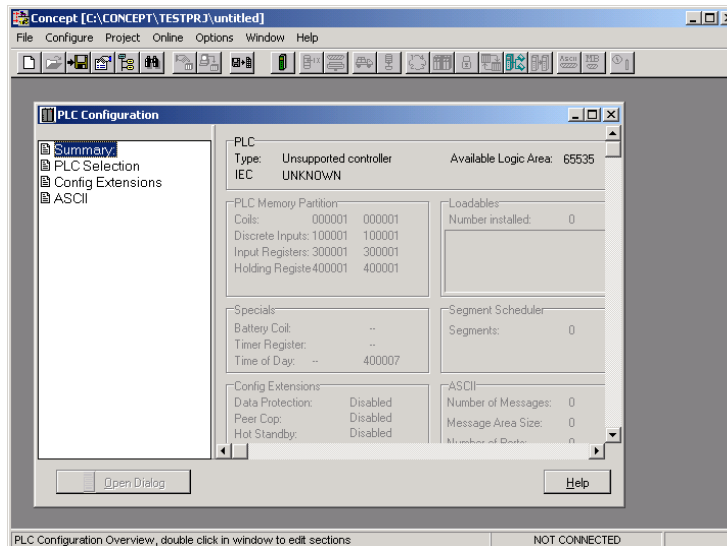 Concept [C:\CONCEPT\TESTPRJ\untitled]
File Configure Project Online Options Window Help
PLC Configuration
Summary:
PLC Selection
Config Extensions
ASCII
PLC
Type: Unsupported controller Available Logic Area: 65535
IEC UNKNOWN
PLC Memory Partition
Coils: 000001 000001
Discrete Inputs: 100001 100001
Input Registers: 300001 300001
Holding Registe 400001 400001
Loadables
Number installed: 0
Specials
Battery Coil: --
Timer Register: --
Time of Day: -- 400007
Segment Scheduler
Segments: 0
Config Extensions
Data Protection: Disabled
Peer Cop: Disabled
Hot Standby: Disabled
ASCII
Number of Messages: 0
Message Area Size: 0
Number of Ports: 0
Open Dialog
Help
PLC Configuration Overview, double click in window to edit sections NOT CONNECTED